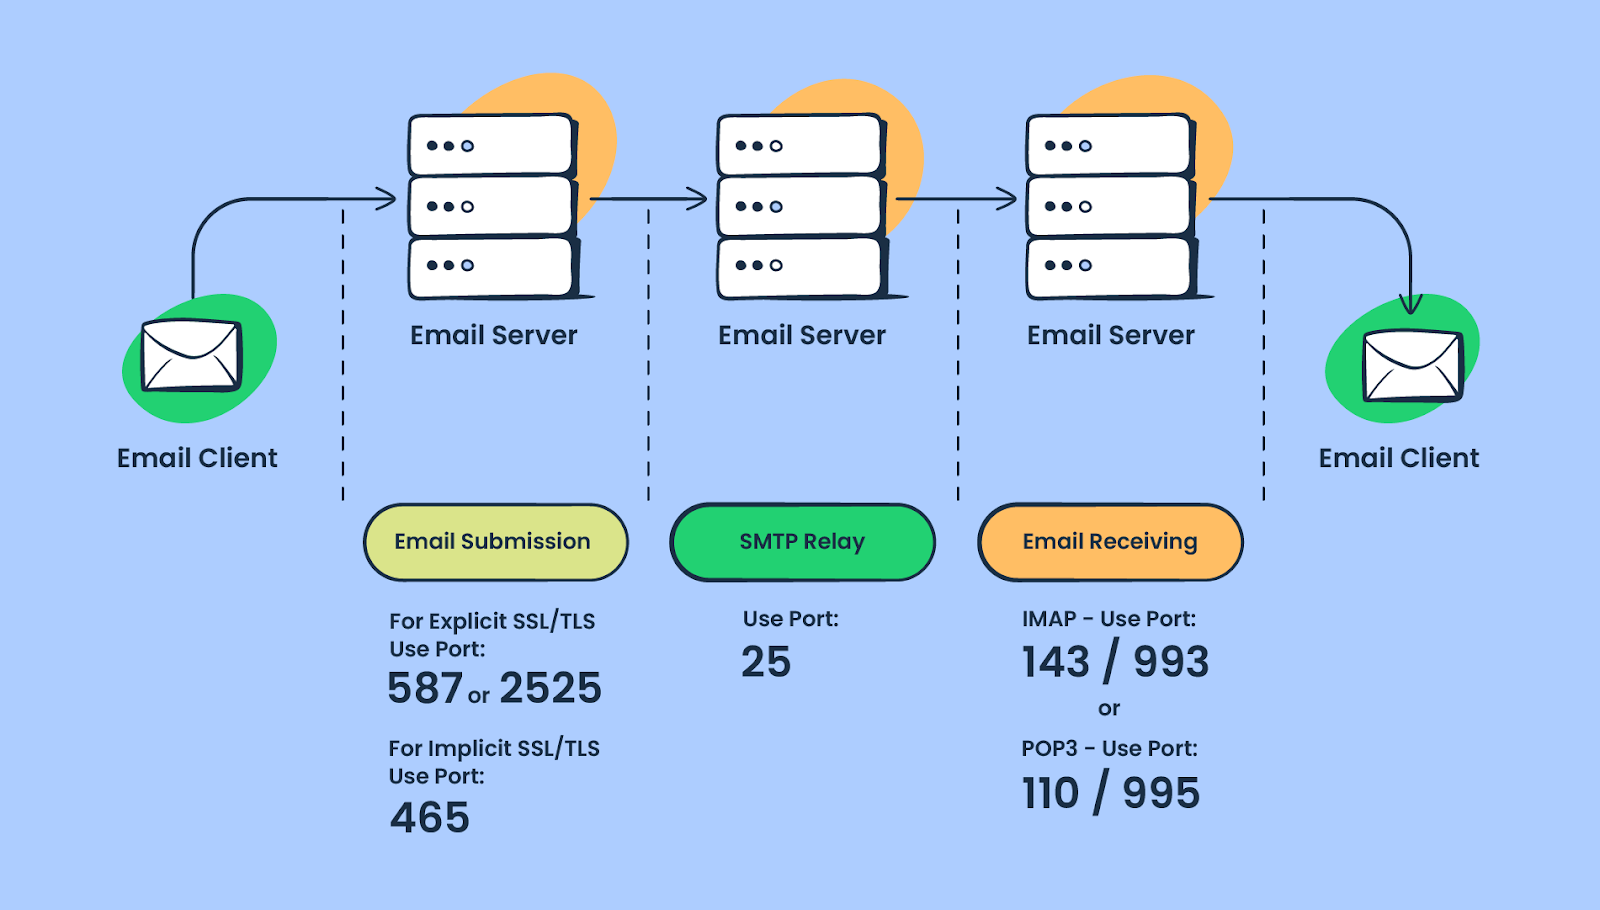 Email Server
Email Server
Email Server
Email Client
Email Client
Email Submission
For Explicit SSL/TLS
Use Port:
587 or 2525
For Implicit SSL/TLS
Use Port:
465
SMTP Relay
Use Port:
25
Email Receiving
IMAP - Use Port:
143 / 993
or
POP3 - Use Port:
110 / 995